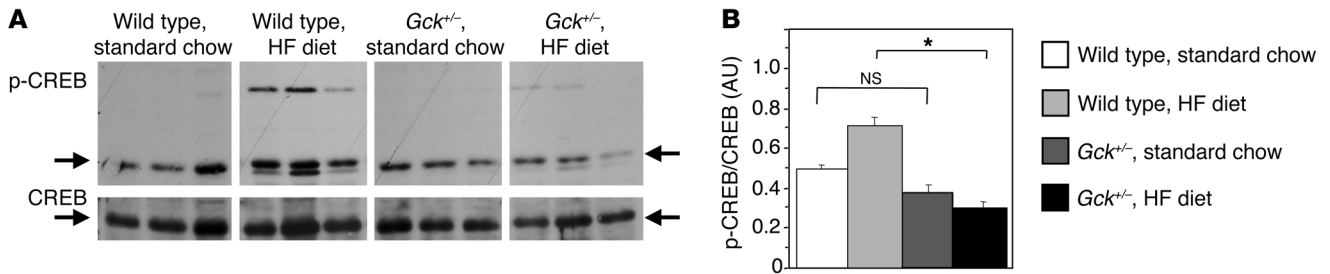 A
Wild type,
standard chow
Wild type,
HF diet
Gck+/–,
standard chow
Gck+/–,
HF diet
p-CREB
CREB
B
p-CREB/CREB (AU)
1.0
0.8
0.6
0.4
0.2
0
NS
*
Wild type, standard chow
Wild type, HF diet
Gck+/–, standard chow
Gck+/–, HF diet